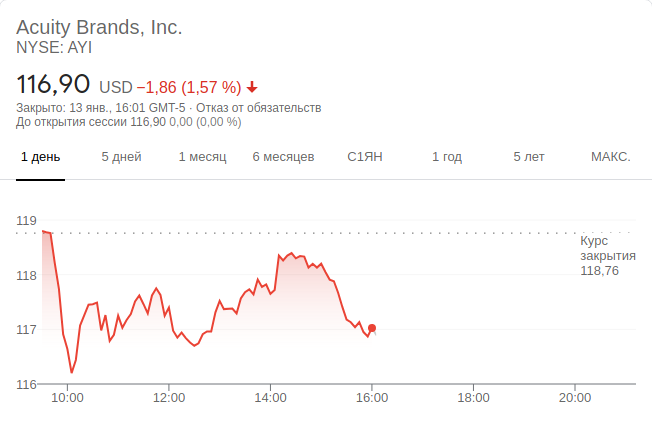 Acuity Brands, Inc.
NYSE: AYI
116,90 USD −1,86 (1,57 %)
Закрыто: 13 янв., 16:01 GMT-5 · Отказ от обязательств
До открытия сессии 116,90 0,00 (0,00 %)
1 день 5 дней 1 месяц 6 месяцев С1ЯН 1 год 5 лет МАКС.
119
Курс
закрытия
118,76
118
117
116
10:00 12:00 14:00 16:00 18:00 20:00